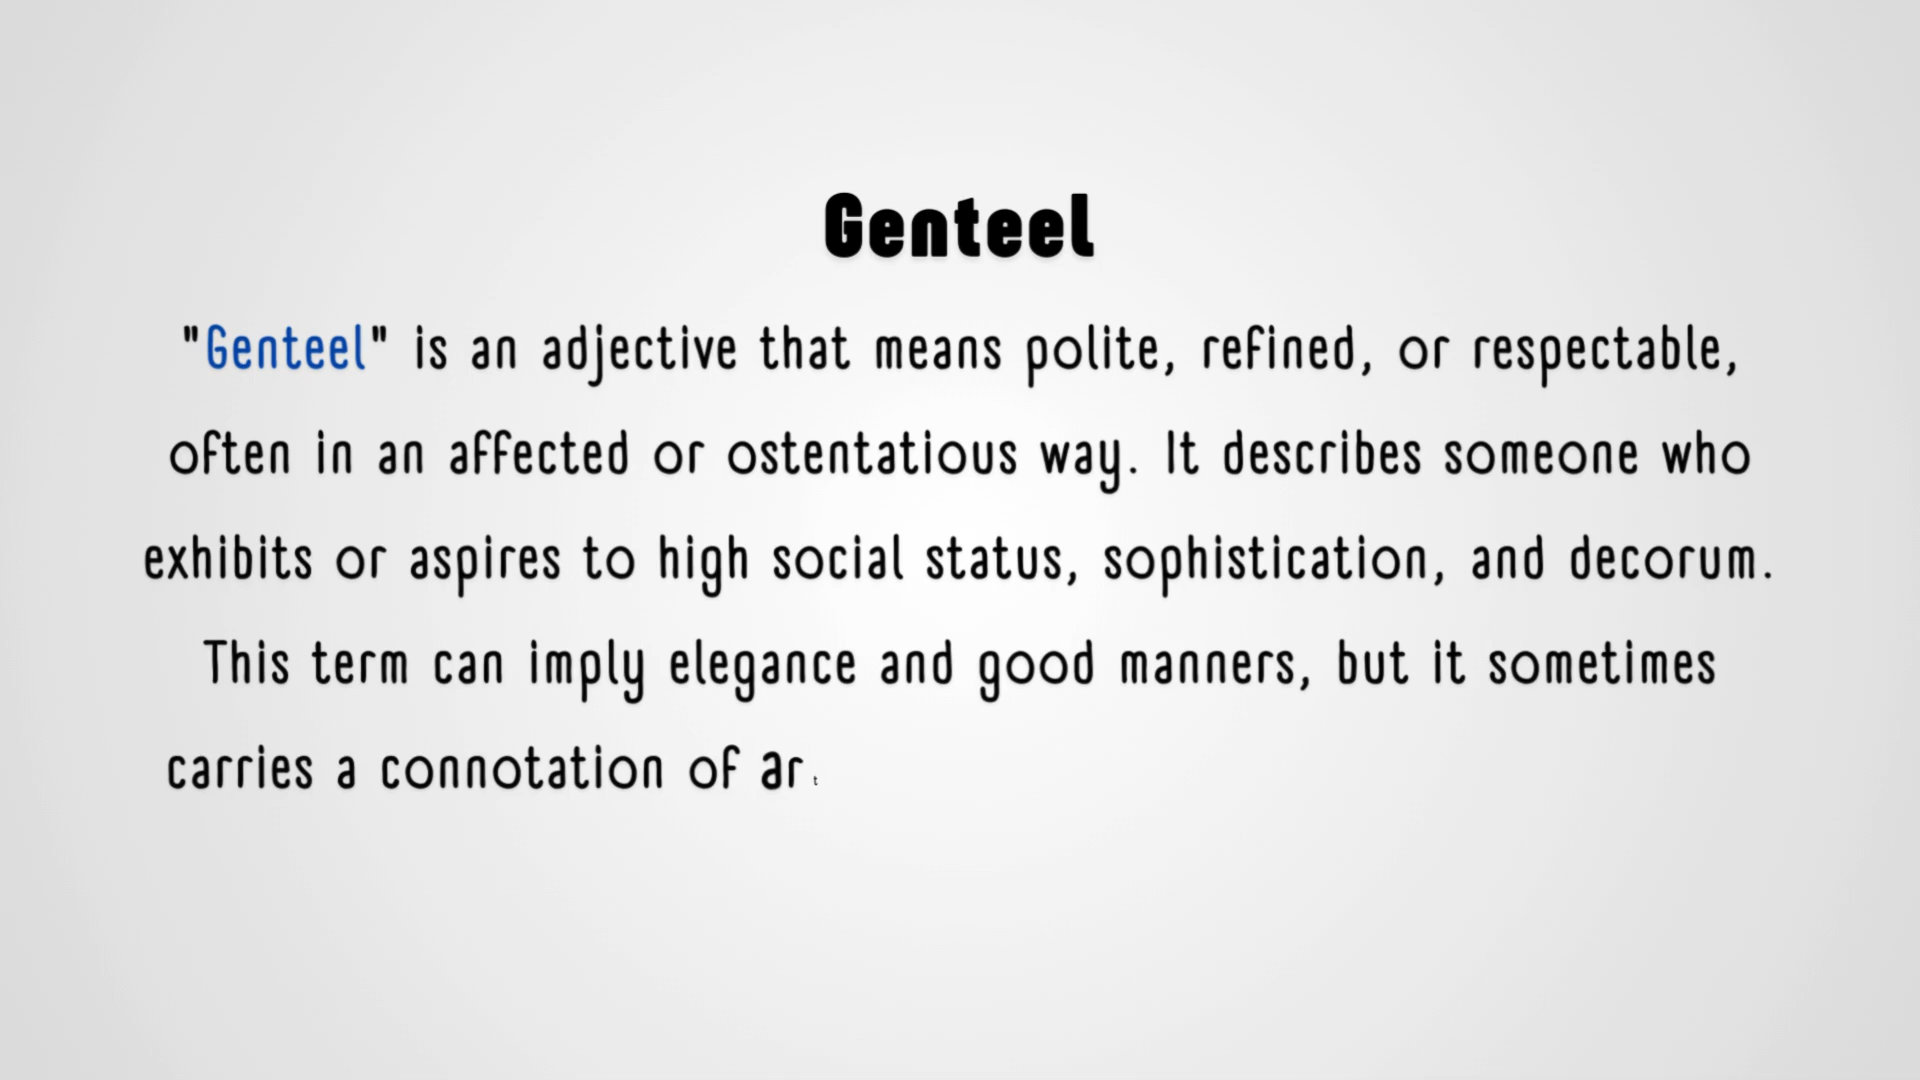 Genteel
"Genteel" is an adjective that means polite, refined, or respectable,
often in an affected or ostentatious way. It describes someone who
exhibits or aspires to high social status, sophistication, and decorum.
This term can imply elegance and good manners, but it sometimes
carries a connotation of art